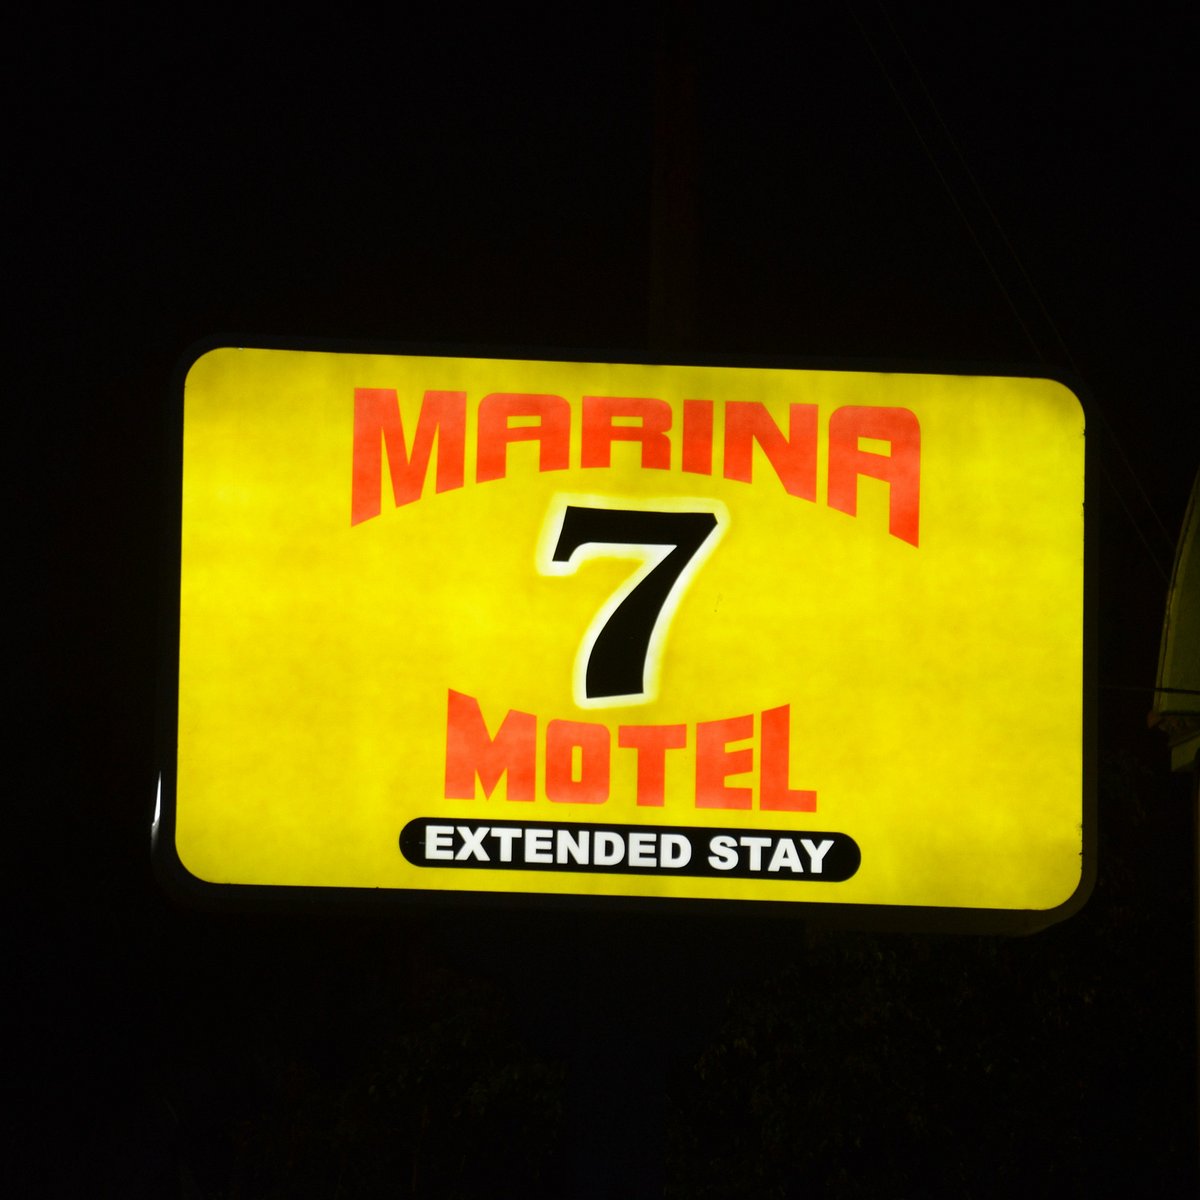 MARINA
7
MOTEL
EXTENDED STAY